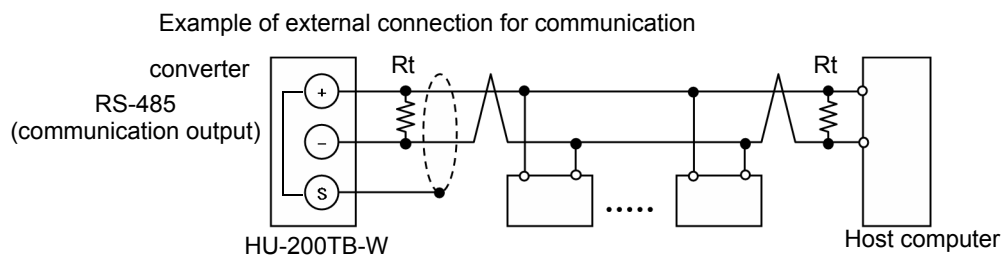 Example of external connection for communication
converter
Rt
Rt
RS-485
(communication output)
+
−
S
.....
HU-200TB-W
Host computer